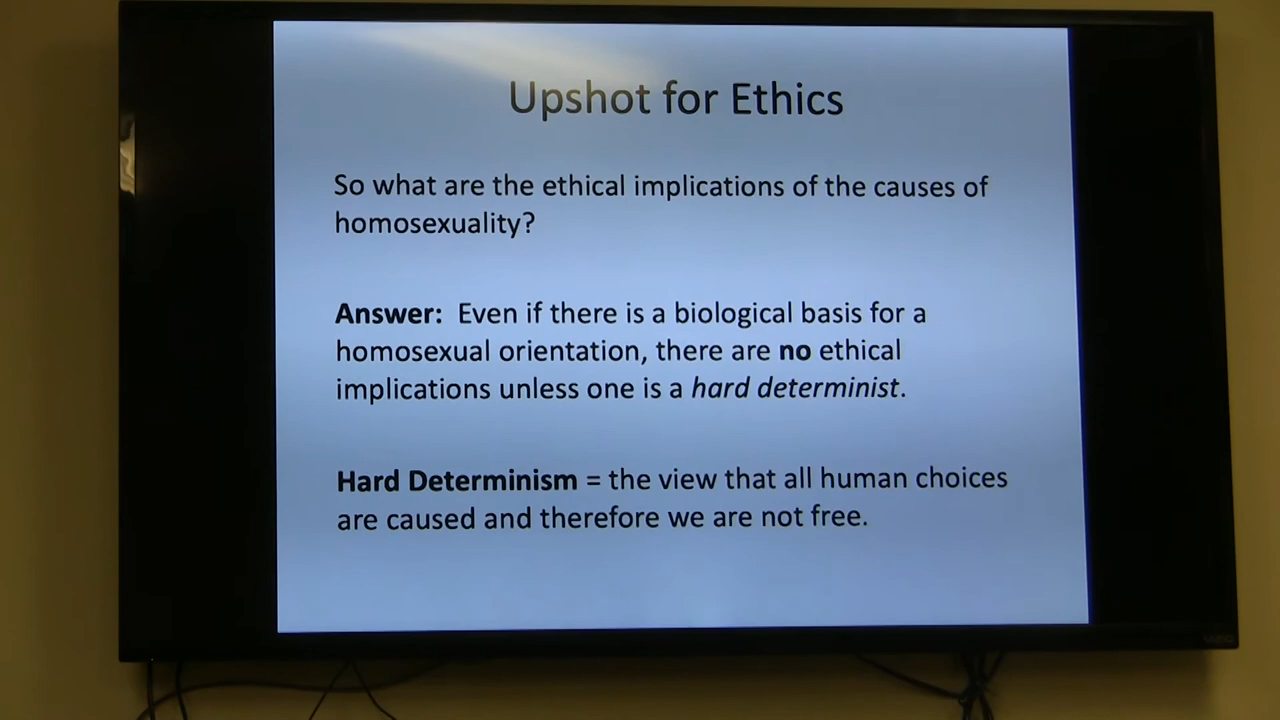 Upshot for Ethics
So what are the ethical implications of the causes of
homosexuality?
Answer: Even if there is a biological basis for a
homosexual orientation, there are no ethical
implications unless one is a hard determinist.
Hard Determinism = the view that all human choices
are caused and therefore we are not free.